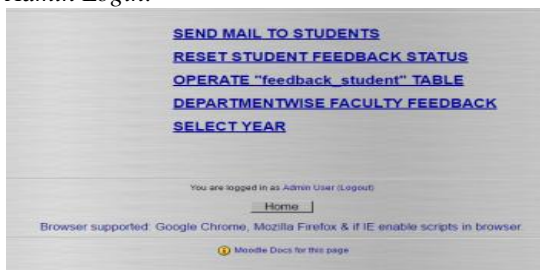 Admin Login:
SEND MAIL TO STUDENTS
RESET STUDENT FEEDBACK STATUS
OPERATE "feedback_student" TABLE
DEPARTMENTWISE FACULTY FEEDBACK
SELECT YEAR
You are logged in as Admin User (Logout)
Home
Browser supported: Google Chrome, Mozilla Firefox & if IE enable scripts in browser
Moodle Docs for this page